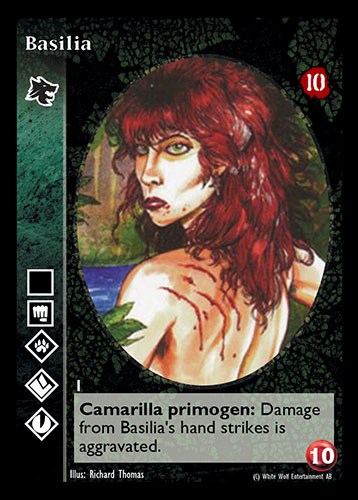 Basilia
10
1
Camarilla primogen: Damage
from Basilia's hand strikes is
aggravated.
10
Illus: Richard Thomas
(C) White Wolf Entertainment AB